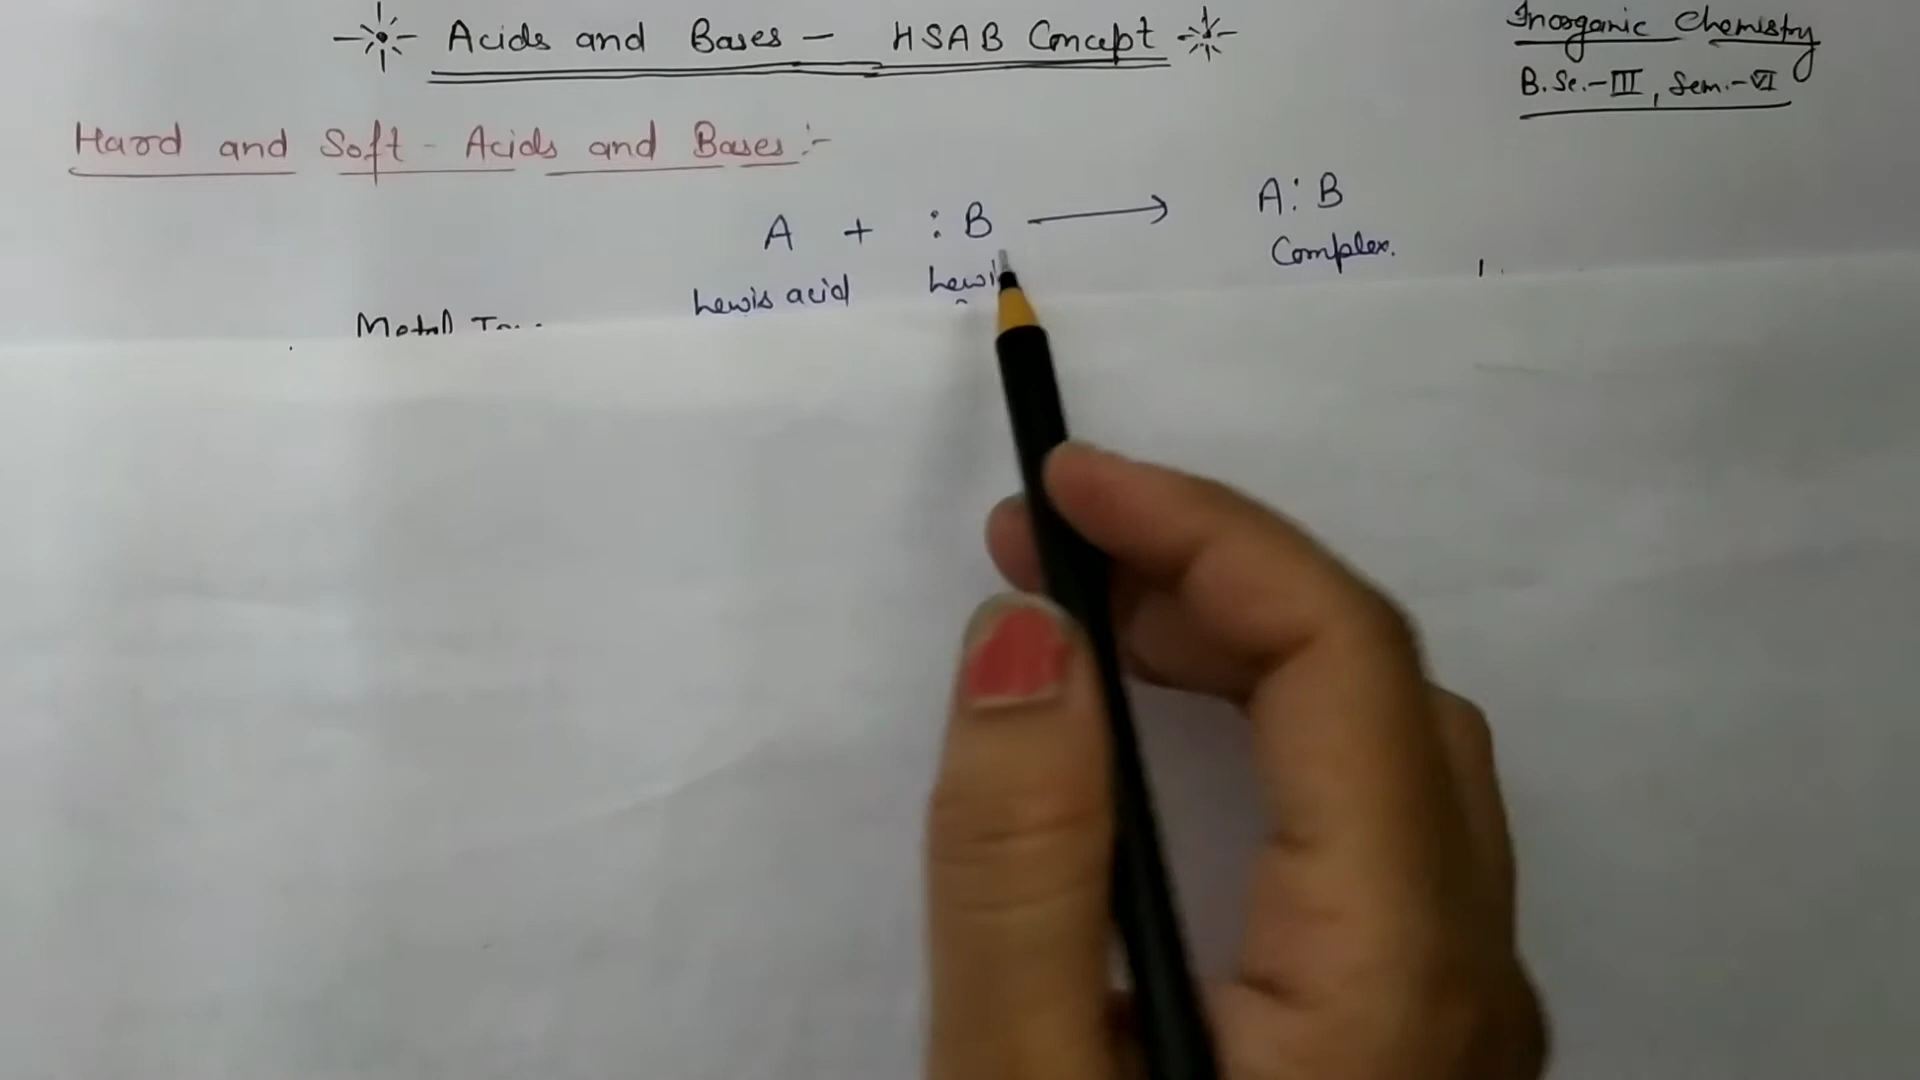 Acids and Bases - HSAB Concept
Inorganic Chemistry
B.Sc.-III, Sem.-VI
Hard and Soft - Acids and Bases :-
A + :B ⟶ A:B
Lewis acid Complex.
Metal